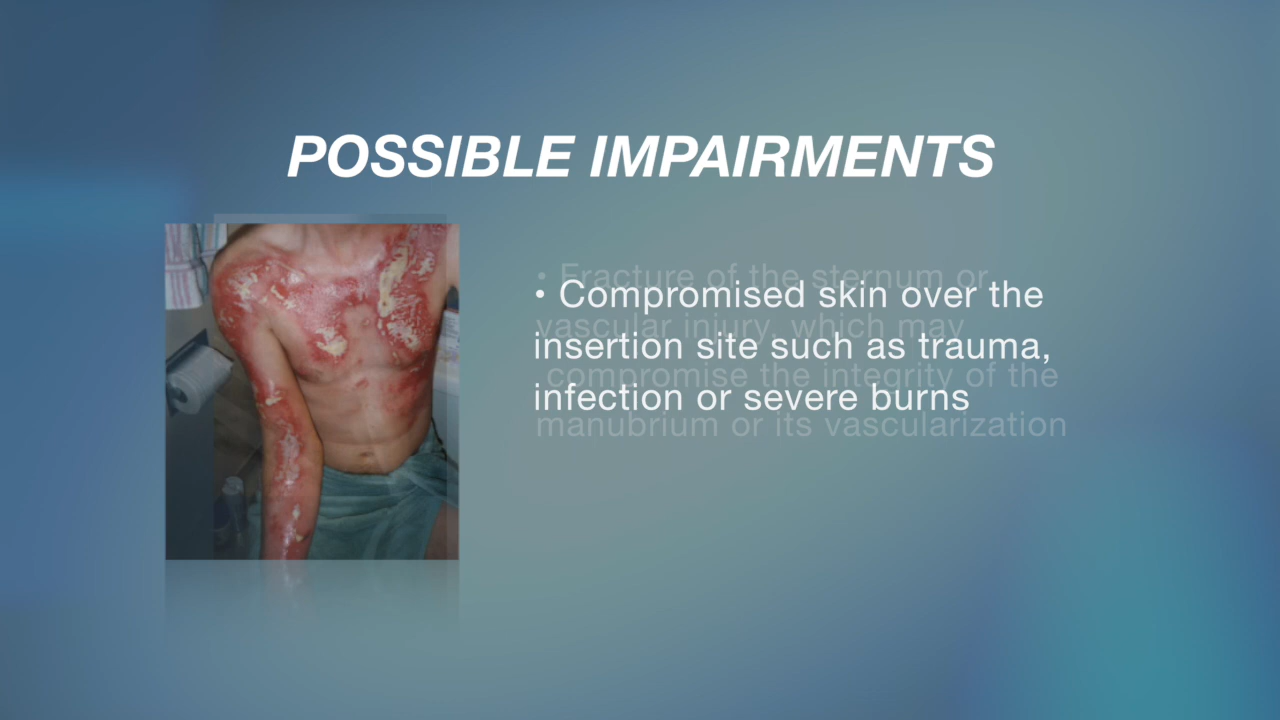 POSSIBLE IMPAIRMENTS
• Fracture of the sternum or
vascular injury, which may
compromise the integrity of the
manubrium or its vascularization
• Compromised skin over the
insertion site such as trauma,
infection or severe burns